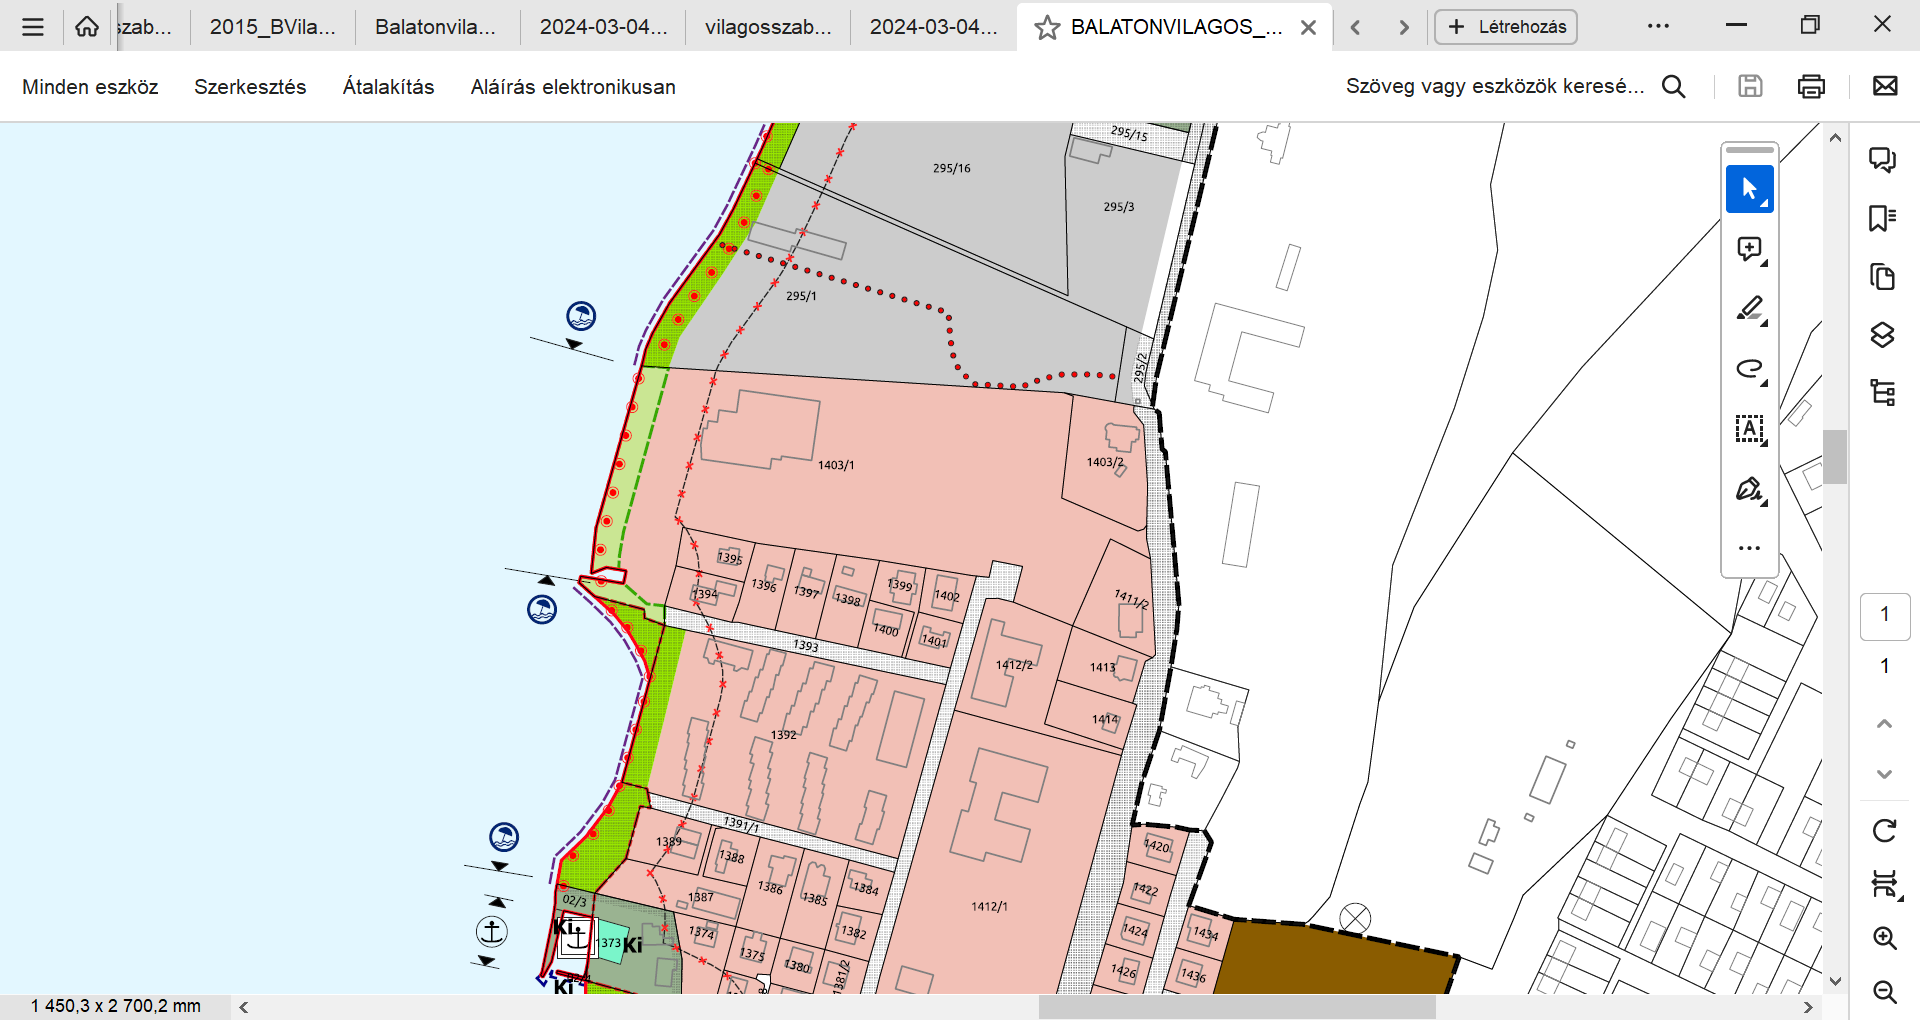 szab...
2015_BVila...
Balatonvila...
2024-03-04...
vilagosszab...
2024-03-04...
BALATONVILAGOS_...
Létrehozás
Minden eszköz
Szerkesztés
Átalakítás
Aláírás elektronikusan
Szöveg vagy eszközök keresé...
295/15
295/16
295/3
295/1
295/2
1403/1
1403/2
1395
1394
1396
1397
1398
1399
1402
1400
1401
1411/2
1393
1412/2
1413
1414
1392
1391/1
1389
1388
1386
1385
1384
1387
1412/1
1420
1422
1424
1426
1434
1436
02/3
Ki
1373
Ki
1374
1375
1380
1382
1381/2
Ki
A
1
1
1 450,3 x 2 700,2 mm